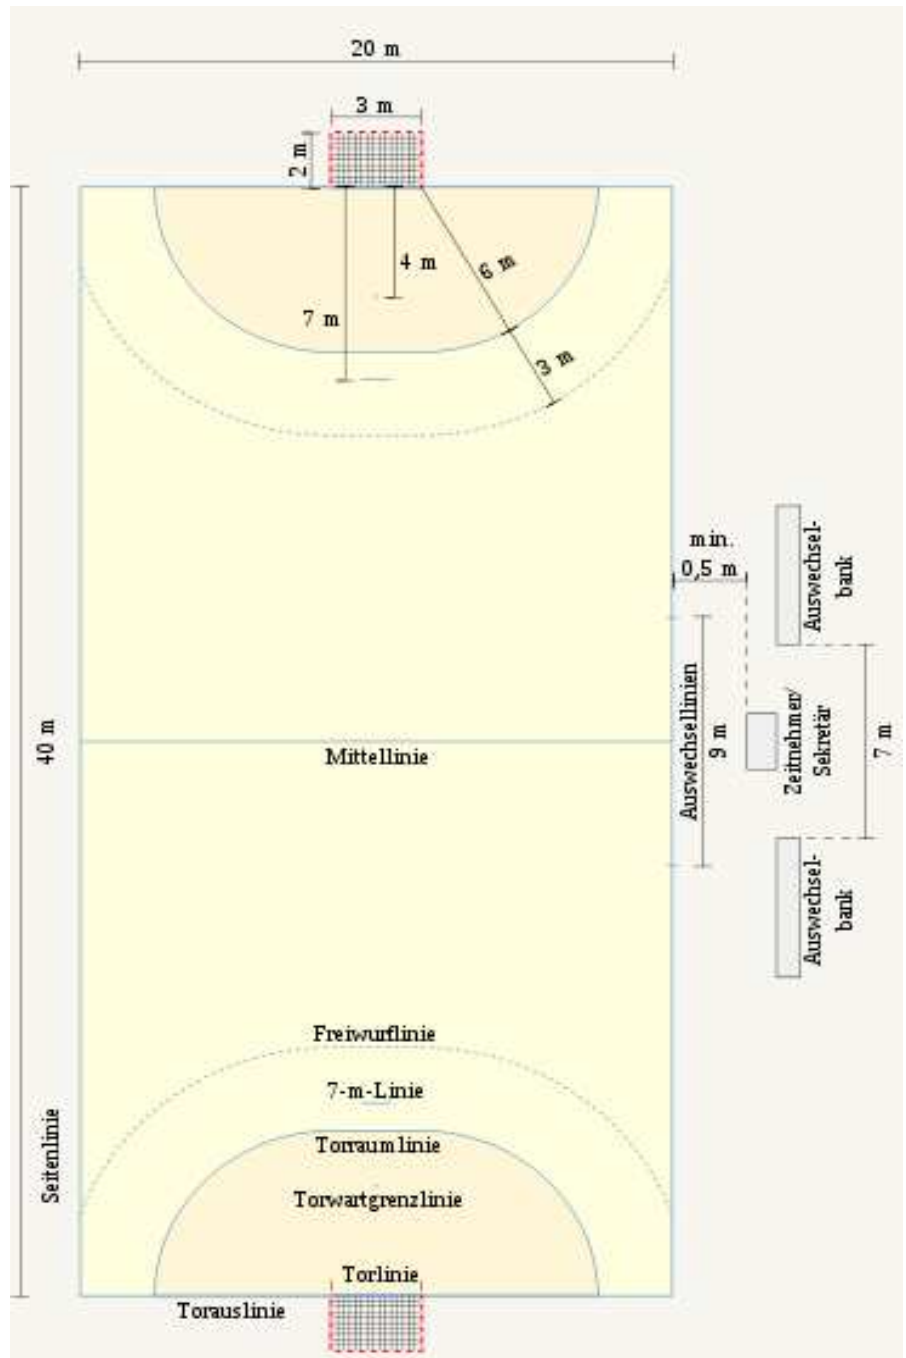 20 m
3 m
2 m
4 m
6 m
7 m
3 m
min.
0,5 m
Auswechsel-
bank
40 m
Mittellinie
Auswechsellinien
9 m
Zeitnehmer/
Sekretär
7 m
Auswechsel-
bank
Freiwurflinie
7-m-Linie
Seitenlinie
Torraumlinie
Torwartgrenzlinie
Torlinie
Torauslinie